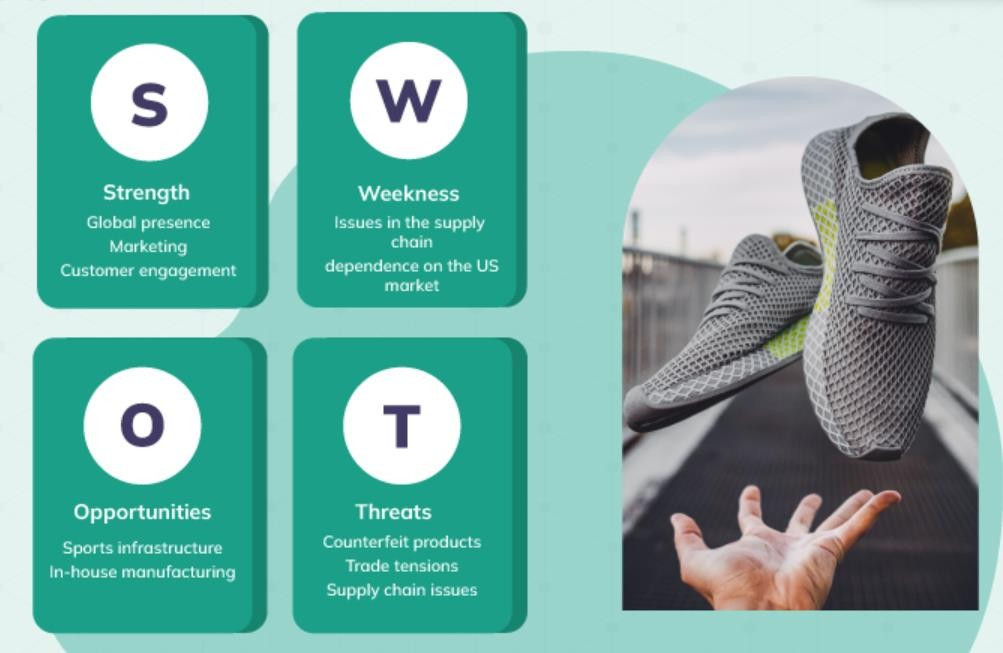 S
Strength
Global presence
Marketing
Customer engagement
W
Weekness
Issues in the supply
chain
dependence on the US
market
O
Opportunities
Sports infrastructure
In-house manufacturing
T
Threats
Counterfeit products
Trade tensions
Supply chain issues